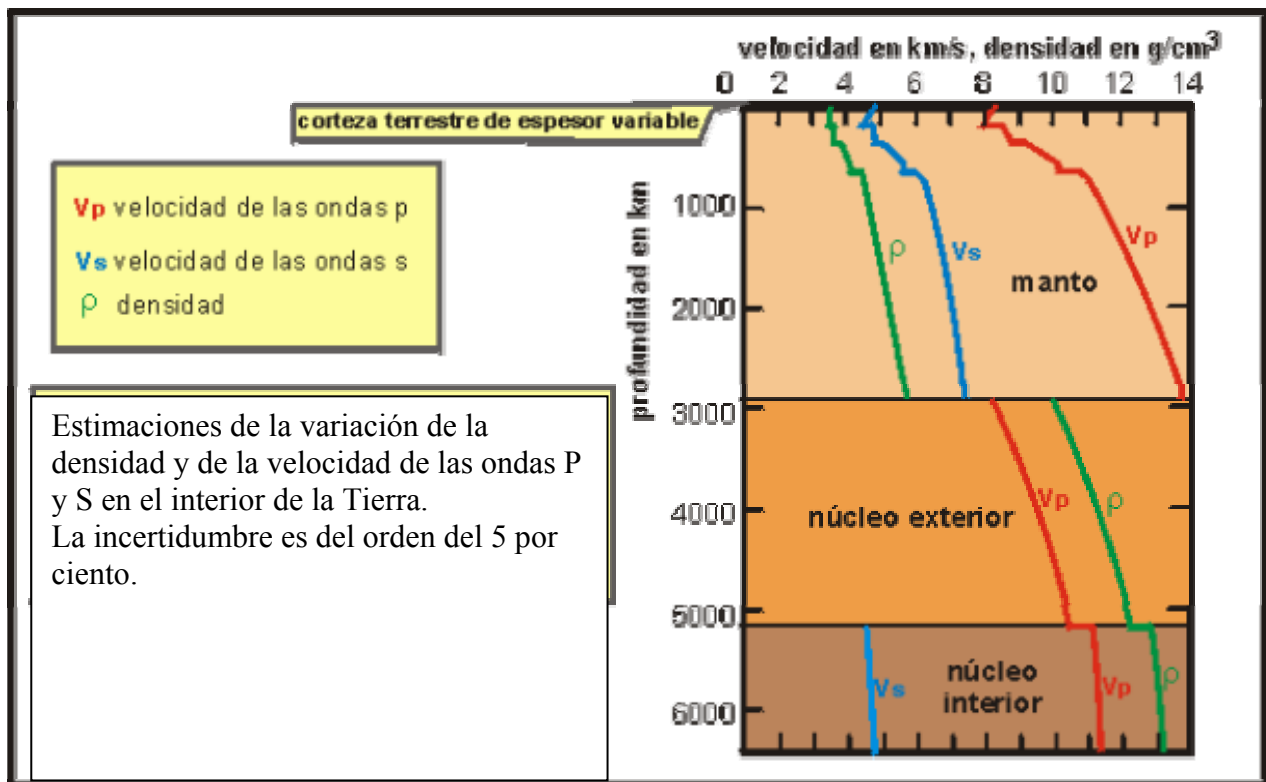 velocidad en km/s, densidad en g/cm³
0 2 4 6 8 10 12 14
corteza terrestre de espesor variable
Vp velocidad de las ondas p
Vs velocidad de las ondas s
ρ densidad
Estimaciones de la variación de la
densidad y de la velocidad de las ondas P
y S en el interior de la Tierra.
La incertidumbre es del orden del 5 por
ciento.
profundidad en km
1000
2000
3000
4000
5000
6000
ρ
Vs
Vp
manto
núcleo exterior
Vp
ρ
Vs
núcleo
interior
Vp
ρ